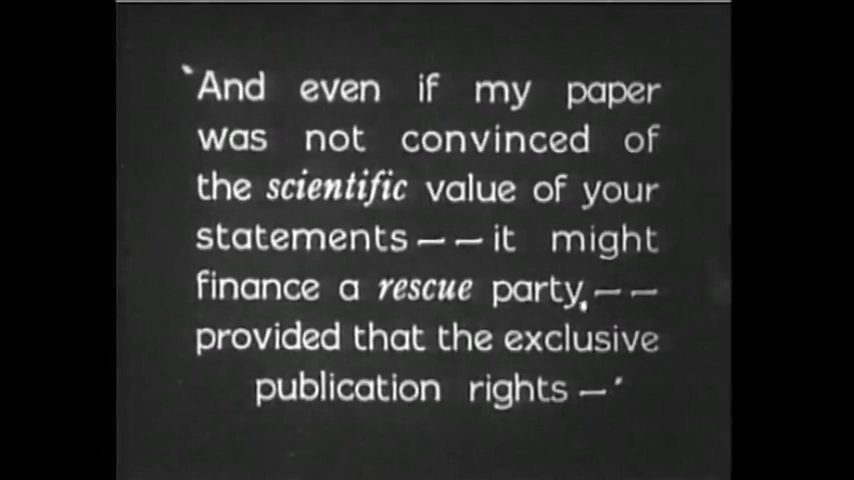 'And even if my paper
was not convinced of
the scientific value of your
statements — — it might
finance a rescue party, — —
provided that the exclusive
publication rights —'